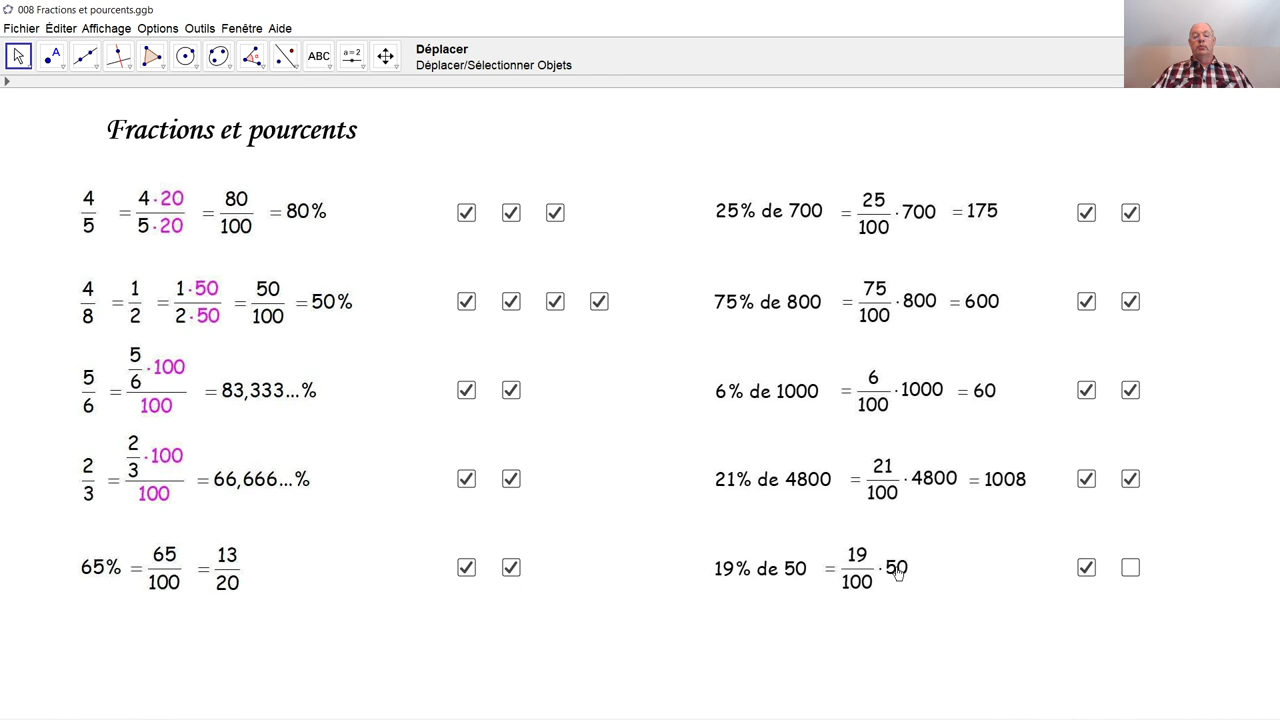 008 Fractions et pourcents.ggb
Fichier Éditer Affichage Options Outils Fenêtre Aide
A ABC a=2
Déplacer
Déplacer/Sélectionner Objets
Fractions et pourcents
4/5 = 4·20/5·20 = 80/100 = 80%
4/8 = 1/2 = 1·50/2·50 = 50/100 = 50%
5/6 = 5/6·100/100 = 83,333...%
2/3 = 2/3·100/100 = 66,666...%
65% = 65/100 = 13/20
25% de 700 = 25/100·700 = 175
75% de 800 = 75/100·800 = 600
6% de 1000 = 6/100·1000 = 60
21% de 4800 = 21/100·4800 = 1008
19% de 50 = 19/100·50